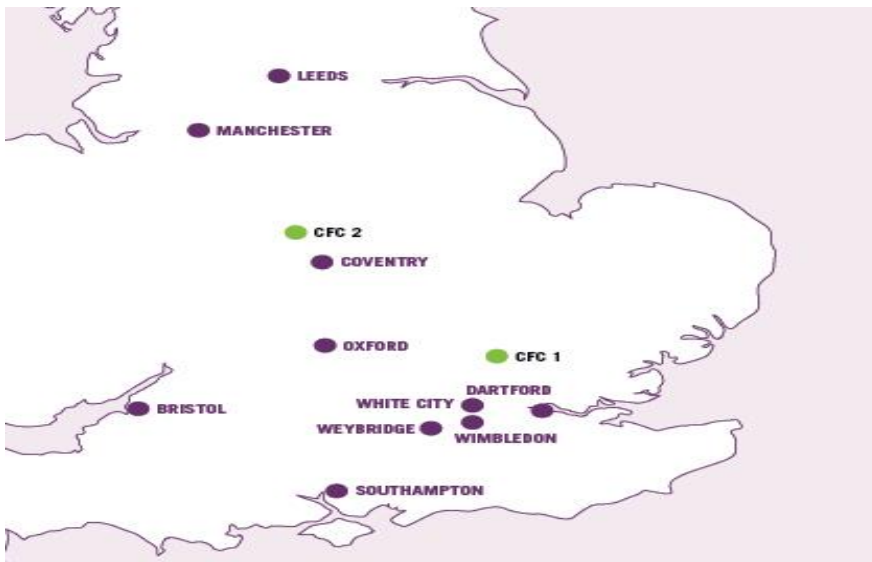 LEEDS
MANCHESTER
CFC 2
COVENTRY
OXFORD
CFC 1
DARTFORD
WHITE CITY
BRISTOL
WEYBRIDGE
WIMBLEDON
SOUTHAMPTON